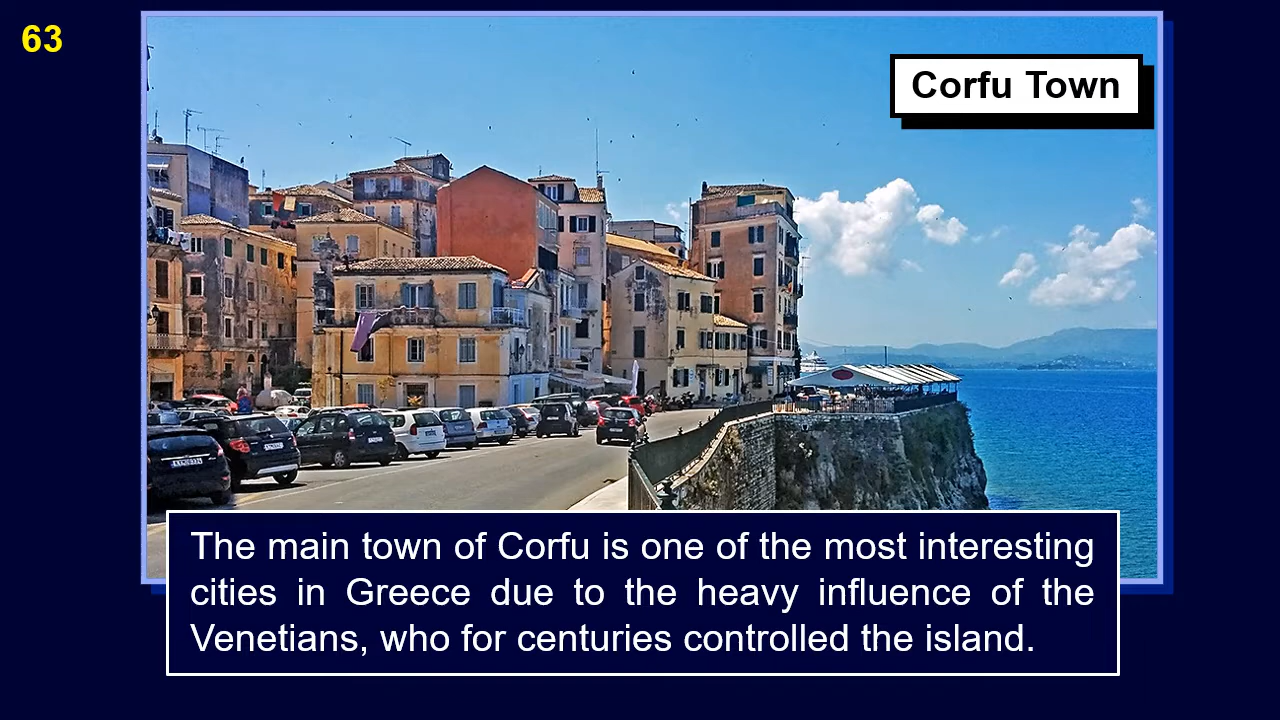 63
Corfu Town
The main town of Corfu is one of the most interesting
cities in Greece due to the heavy influence of the
Venetians, who for centuries controlled the island.